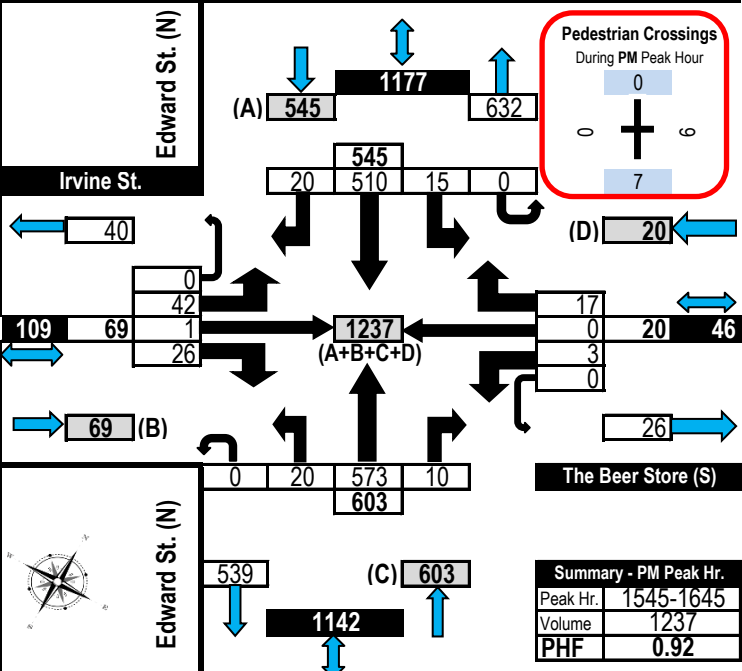 Edward St. (N)
Pedestrian Crossings
During PM Peak Hour
0
0
9
7
1177
(A) 545
632
545
20 510 15 0
Irvine St.
40
(D) 20
0
42
109 69 1
26
1237
(A+B+C+D)
17
0 20 46
3
0
69 (B)
26
0 20 573 10
603
The Beer Store (S)
Edward St. (N)
N
W
E
S
539
(C) 603
1142
Summary - PM Peak Hr.
Peak Hr. 1545-1645
Volume 1237
PHF 0.92